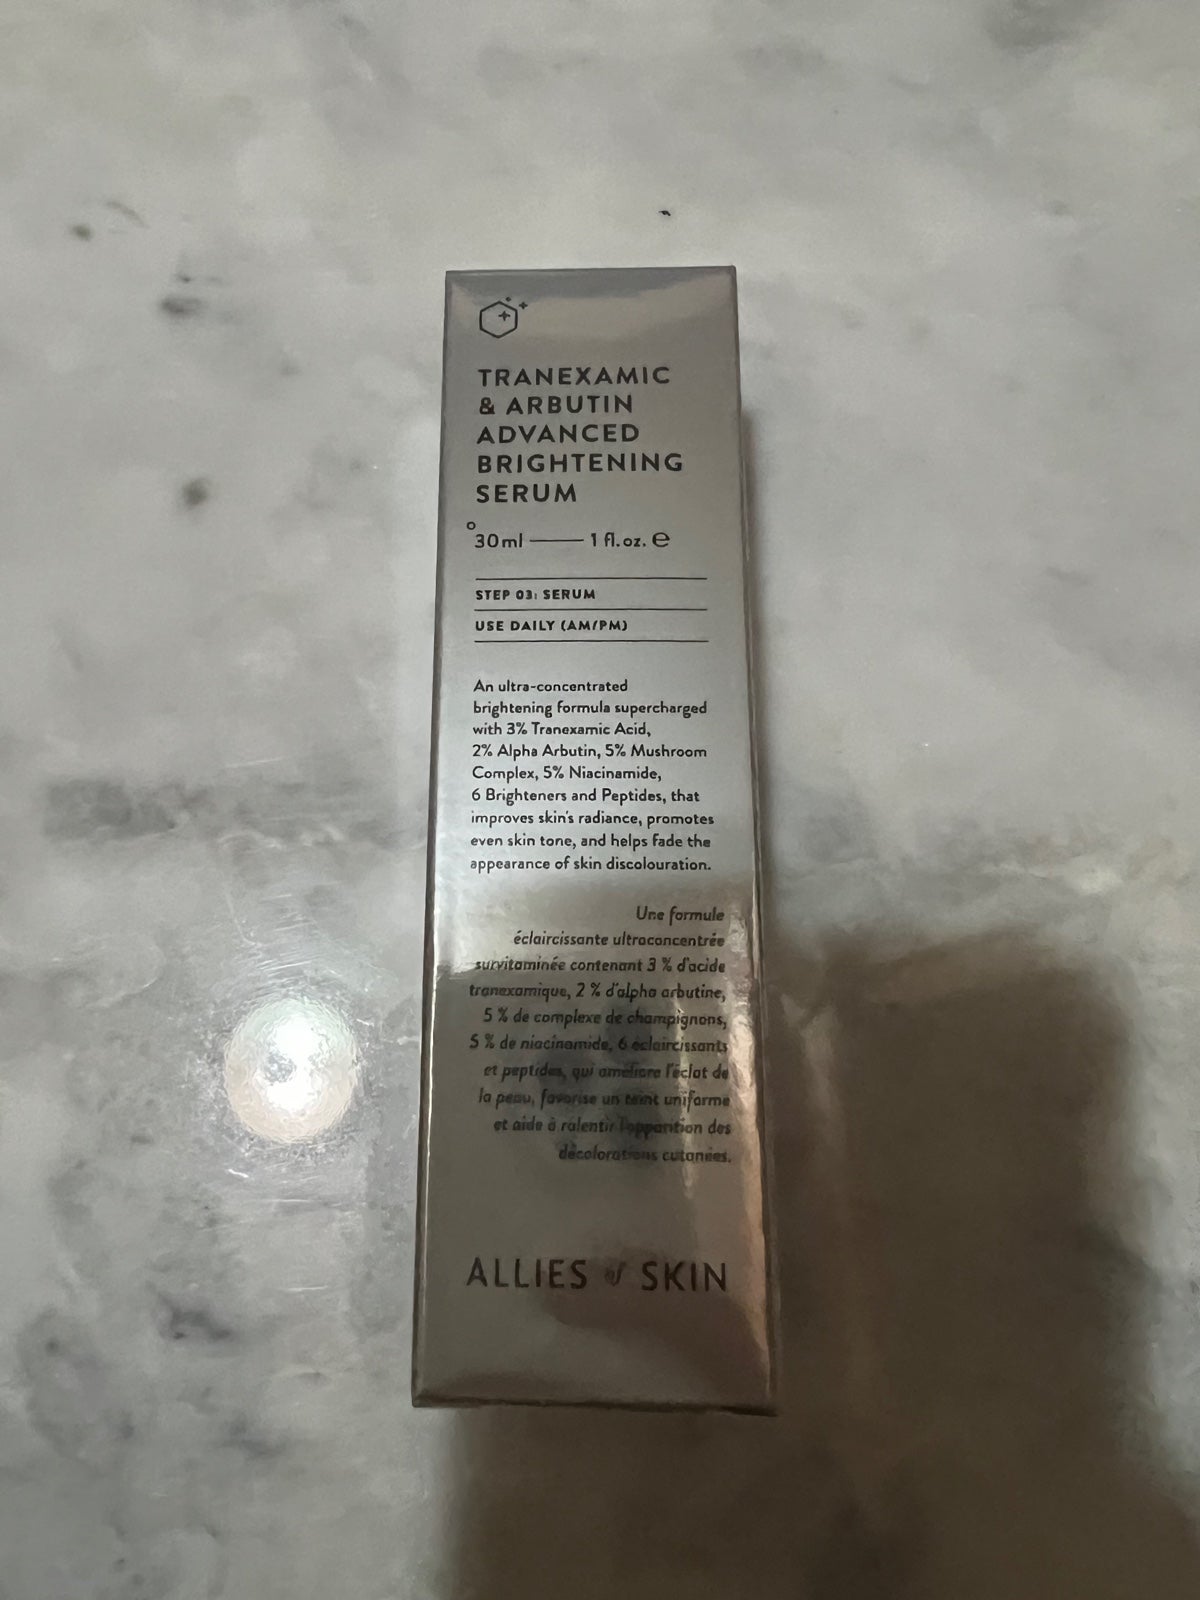 TRANEXAMIC
& ARBUTIN
ADVANCED
BRIGHTENING
SERUM
30ml — 1 fl.oz. ℮
STEP 03: SERUM
USE DAILY (AM/PM)
An ultra-concentrated
brightening formula supercharged
with 3% Tranexamic Acid,
2% Alpha Arbutin, 5% Mushroom
Complex, 5% Niacinamide,
6 Brighteners and Peptides, that
improves skin's radiance, promotes
even skin tone, and helps fade the
appearance of skin discolouration.
Une formule
éclaircissante ultraconcentrée
survitaminée contenant 3 % d'acide
tranexamique, 2 % d'alpha arbutine,
5 % de complexe de champignons,
5 % de niacinamide, 6 éclaircissants
et peptides, qui améliore l'éclat de
la peau, favorise un teint uniforme
et aide à ralentir l'apparition des
décolorations cutanées.
ALLIES of SKIN